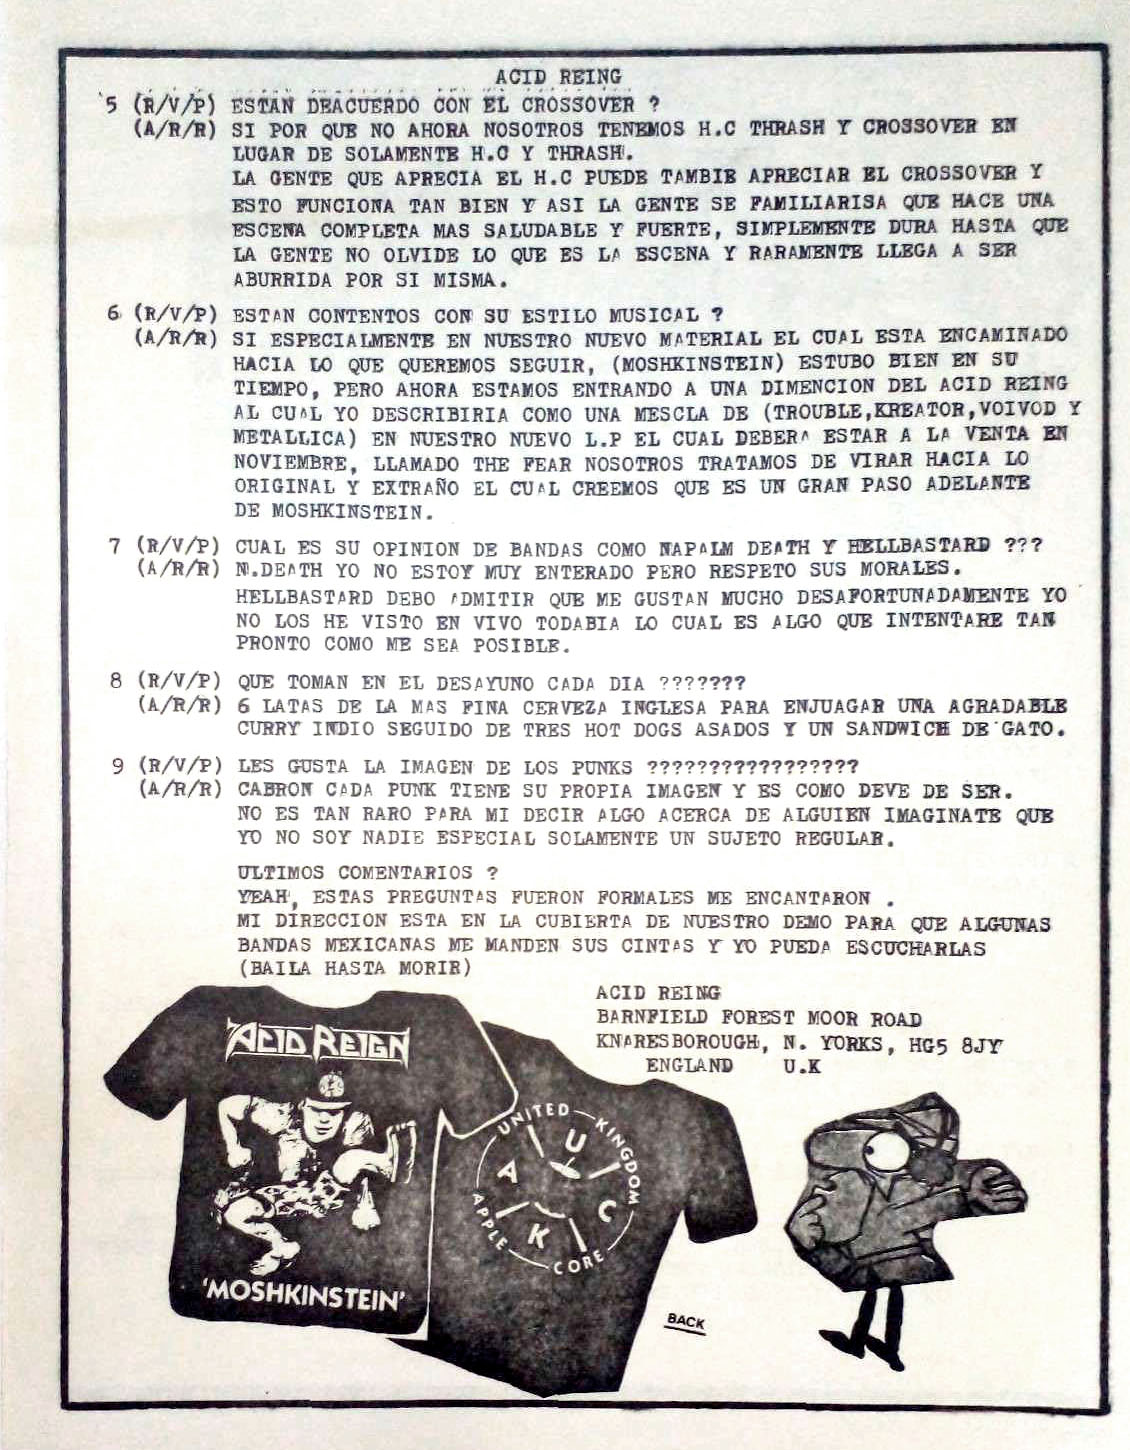 ACID REING
5 (R/V/P) ESTAN DEACUERDO CON EL CROSSOVER ?
(A/R/R) SI POR QUE NO AHORA NOSOTROS TENEMOS H.C THRASH Y CROSSOVER EN
LUGAR DE SOLAMENTE H.C Y THRASH.
LA GENTE QUE APRECIA EL H.C PUEDE TAMBIE APRECIAR EL CROSSOVER Y
ESTO FUNCIONA TAN BIEN Y ASI LA GENTE SE FAMILIARISA QUE HACE UNA
ESCENA COMPLETA MAS SALUDABLE Y FUERTE, SIMPLEMENTE DURA HASTA QUE
LA GENTE NO OLVIDE LO QUE ES LA ESCENA Y RARAMENTE LLEGA A SER
ABURRIDA POR SI MISMA.
6 (R/V/P) ESTAN CONTENTOS CON SU ESTILO MUSICAL ?
(A/R/R) SI ESPECIALMENTE EN NUESTRO NUEVO MATERIAL EL CUAL ESTA ENCAMINADO
HACIA LO QUE QUEREMOS SEGUIR, (MOSHKINSTEIN) ESTUBO BIEN EN SU
TIEMPO, PERO AHORA ESTAMOS ENTRANDO A UNA DIMENCION DEL ACID REING
AL CUAL YO DESCRIBIRIA COMO UNA MESCLA DE (TROUBLE,KREATOR,VOIVOD Y
METALLICA) EN NUESTRO NUEVO L.P EL CUAL DEBERA ESTAR A LA VENTA EN
NOVIEMBRE, LLAMADO THE FEAR NOSOTROS TRATAMOS DE VIRAR HACIA LO
ORIGINAL Y EXTRAÑO EL CUAL CREEMOS QUE ES UN GRAN PASO ADELANTE
DE MOSHKINSTEIN.
7 (R/V/P) CUAL ES SU OPINION DE BANDAS COMO NAPALM DEATH Y HELLBASTARD ???
(A/R/R) N.DEATH YO NO ESTOY MUY ENTERADO PERO RESPETO SUS MORALES.
HELLBASTARD DEBO ADMITIR QUE ME GUSTAN MUCHO DESAFORTUNADAMENTE YO
NO LOS HE VISTO EN VIVO TODABIA LO CUAL ES ALGO QUE INTENTARE TAN
PRONTO COMO ME SEA POSIBLE.
8 (R/V/P) QUE TOMAN EN EL DESAYUNO CADA DIA ???????
(A/R/R) 6 LATAS DE LA MAS FINA CERVEZA INGLESA PARA ENJUAGAR UNA AGRADABLE
CURRY INDIO SEGUIDO DE TRES HOT DOGS ASADOS Y UN SANDWICH DE GATO.
9 (R/V/P) LES GUSTA LA IMAGEN DE LOS PUNKS ?????????????????
(A/R/R) CABRON CADA PUNK TIENE SU PROPIA IMAGEN Y ES COMO DEVE DE SER.
NO ES TAN RARO PARA MI DECIR ALGO ACERCA DE ALGUIEN IMAGINATE QUE
YO NO SOY NADIE ESPECIAL SOLAMENTE UN SUJETO REGULAR.
ULTIMOS COMENTARIOS ?
YEAH, ESTAS PREGUNTAS FUERON FORMALES ME ENCANTARON .
MI DIRECCION ESTA EN LA CUBIERTA DE NUESTRO DEMO PARA QUE ALGUNAS
BANDAS MEXICANAS ME MANDEN SUS CINTAS Y YO PUEDA ESCUCHARLAS
(BAILA HASTA MORIR)
ACID REING
BARNFIELD FOREST MOOR ROAD
KNARESBOROUGH, N. YORKS, HG5 8JY
ENGLAND U.K
ACID REIGN
'MOSHKINSTEIN'
UNITED KINGDOM
APPLE CORE
U K A C
BACK